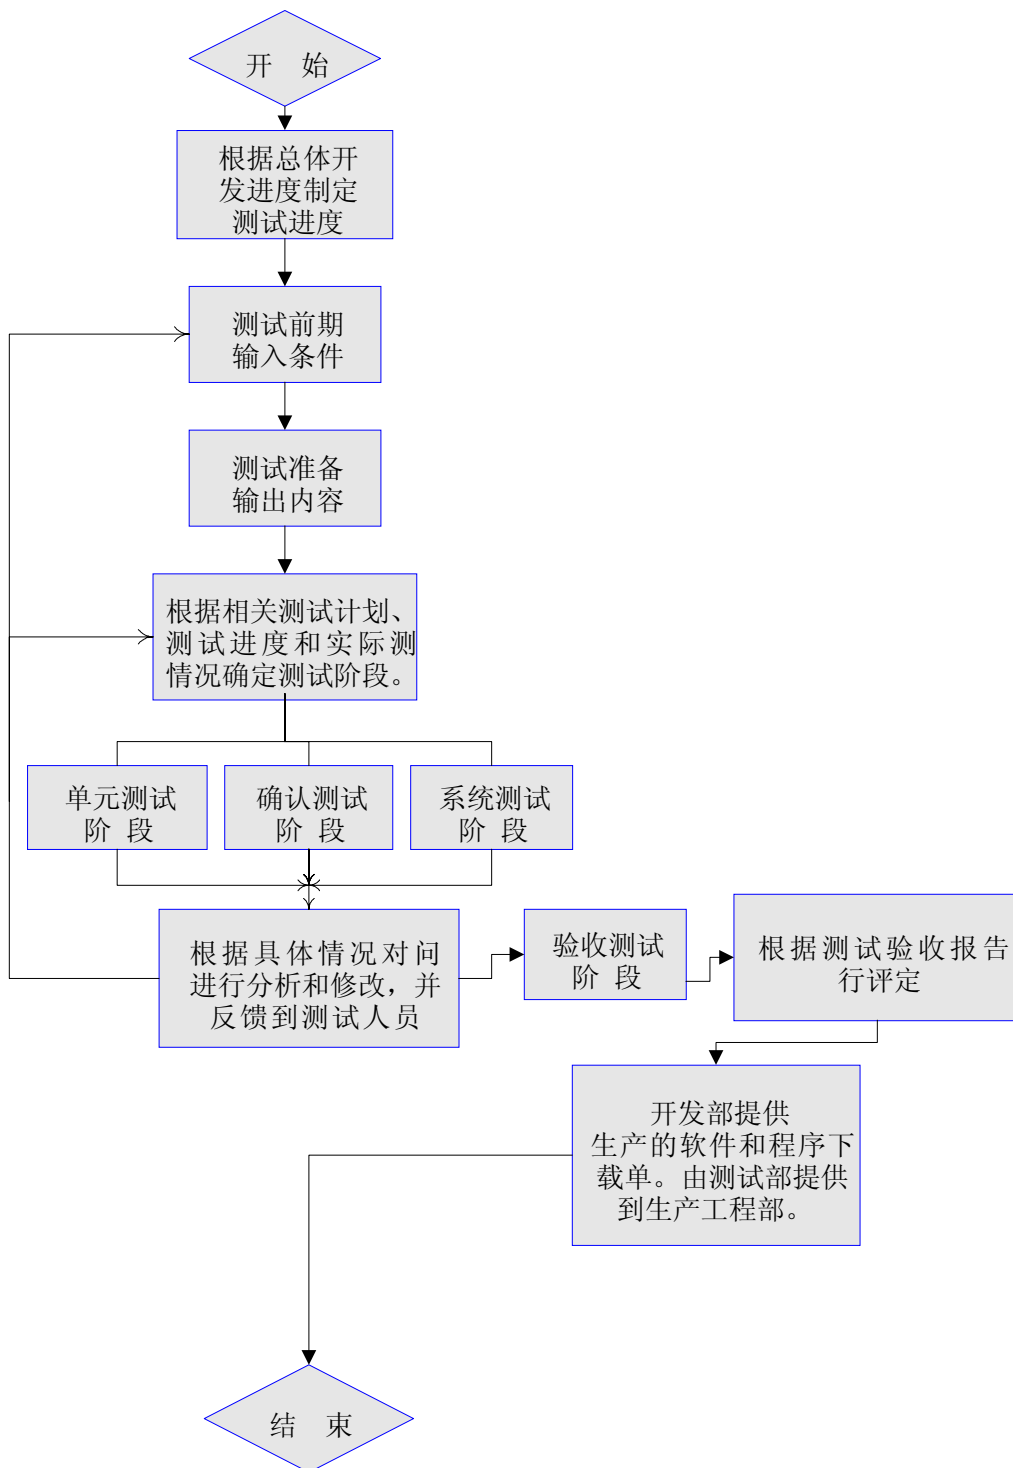 开 始
根据总体开
发进度制定
测试进度
测试前期
输入条件
测试准备
输出内容
根据相关测试计划、
测试进度和实际测
情况确定测试阶段。
单元测试
阶 段
确认测试
阶 段
系统测试
阶 段
根据具体情况对问
进行分析和修改，并
反馈到测试人员
验收测试
阶 段
根据测试验收报告
行评定
开发部提供
生产的软件和程序下
载单。由测试部提供
到生产工程部。
结 束